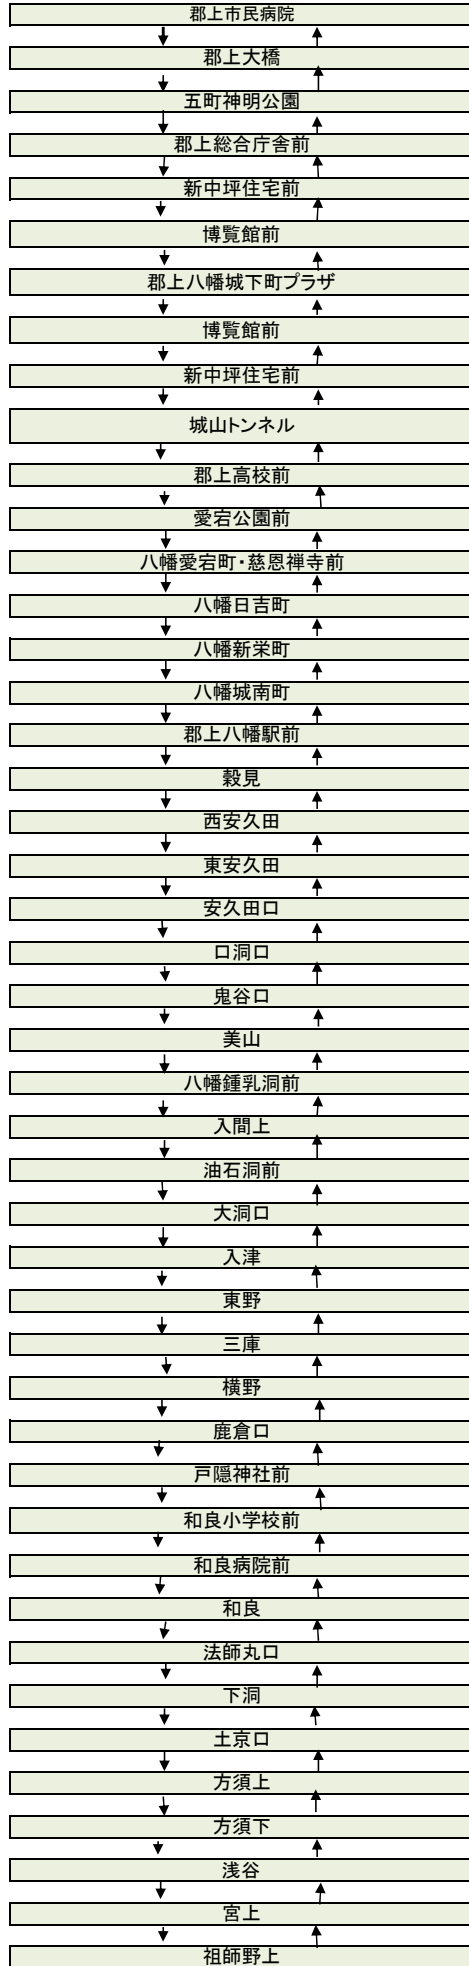 郡上市民病院
郡上大橋
五町神明公園
郡上総合庁舎前
新中坪住宅前
博覧館前
郡上八幡城下町プラザ
博覧館前
新中坪住宅前
城山トンネル
郡上高校前
愛宕公園前
八幡愛宕町・慈恩禅寺前
八幡日吉町
八幡新栄町
八幡城南町
郡上八幡駅前
穀見
西安久田
東安久田
安久田口
口洞口
鬼谷口
美山
八幡鍾乳洞前
入間上
油石洞前
大洞口
入津
東野
三庫
横野
鹿倉口
戸隠神社前
和良小学校前
和良病院前
和良
法師丸口
下洞
土京口
方須上
方須下
浅谷
宮上
祖師野上